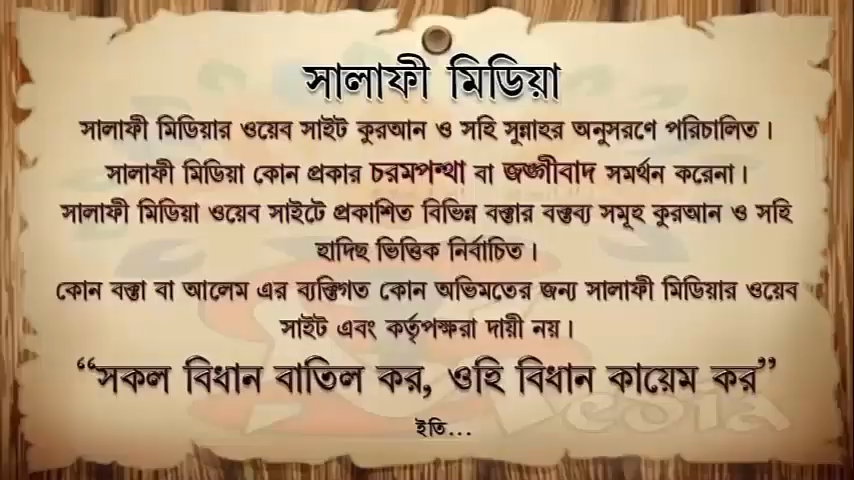 সালাফী মিডিয়া
সালাফী মিডিয়ার ওয়েব সাইট কুরআন ও সহি সুন্নাহর অনুসরণে পরিচালিত।
সালাফী মিডিয়া কোন প্রকার চরমপন্থা বা জঙ্গীবাদ সমর্থন করেনা।
সালাফী মিডিয়া ওয়েব সাইটে প্রকাশিত বিভিন্ন বক্তার বক্তব্য সমূহ কুরআন ও সহি
হাদিছ ভিত্তিক নির্বাচিত।
কোন বক্তা বা আলেম এর ব্যক্তিগত কোন অভিমতের জন্য সালাফী মিডিয়ার ওয়েব
সাইট এবং কর্তৃপক্ষরা দায়ী নয়।
“সকল বিধান বাতিল কর, ওহি বিধান কায়েম কর”
ইতি...